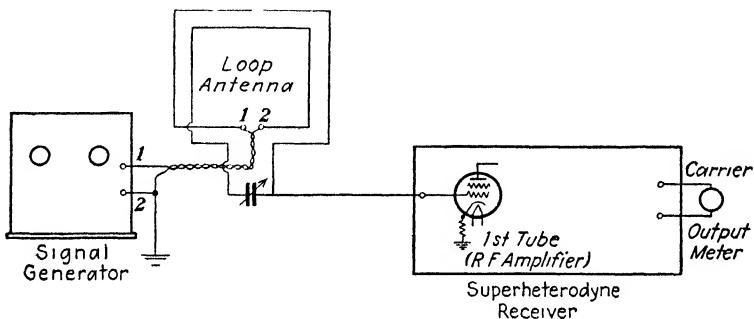 Loop
Antenna
1 2
1
2
Signal
Generator
1st Tube
(RF Amplifier)
Carrier
Output
Meter
Superheterodyne
Receiver